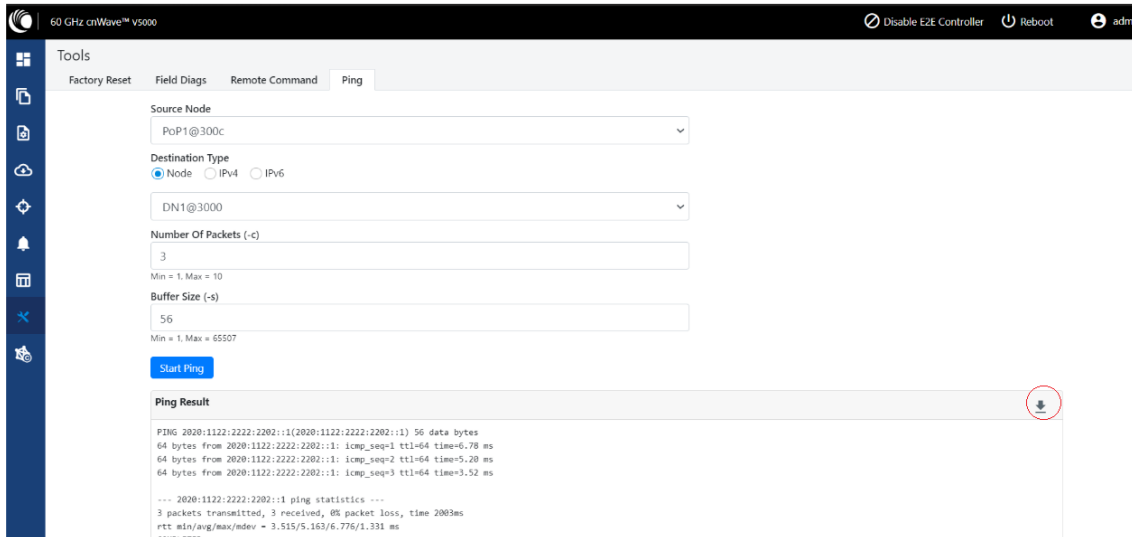 60 GHz cnWave™ V5000 Disable E2E Controller Reboot adm
Tools
Factory Reset Field Diags Remote Command Ping
Source Node
PoP1@300c
Destination Type
Node IPv4 IPv6
DN1@3000
Number Of Packets (-c)
3
Min = 1, Max = 10
Buffer Size (-s)
56
Min = 1, Max = 65507
Start Ping
Ping Result
PING 2020:1122:2222:2202::1(2020:1122:2222:2202::1) 56 data bytes
64 bytes from 2020:1122:2222:2202::1: icmp_seq=1 ttl=64 time=6.78 ms
64 bytes from 2020:1122:2222:2202::1: icmp_seq=2 ttl=64 time=5.20 ms
64 bytes from 2020:1122:2222:2202::1: icmp_seq=3 ttl=64 time=3.52 ms
--- 2020:1122:2222:2202::1 ping statistics ---
3 packets transmitted, 3 received, 0% packet loss, time 2003ms
rtt min/avg/max/mdev = 3.515/5.163/6.776/1.331 ms